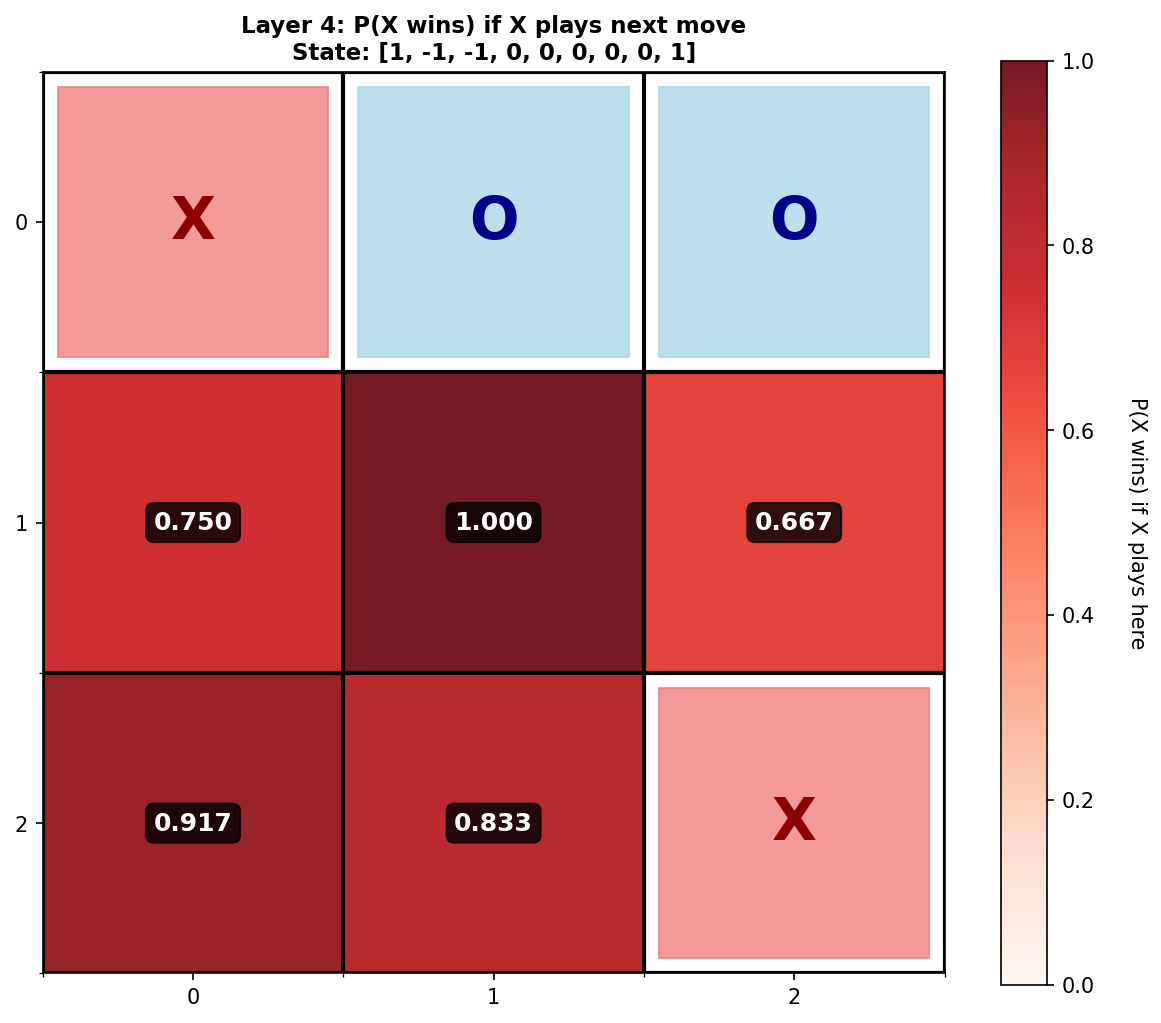 Layer 4: P(X wins) if X plays next move
State: [1, -1, -1, 0, 0, 0, 0, 0, 1]
X O O
0
0.750 1.000 0.667
1
0.917 0.833 X
2
0 1 2
1.0
0.8
0.6
0.4
0.2
0.0
P(X wins) if X plays here